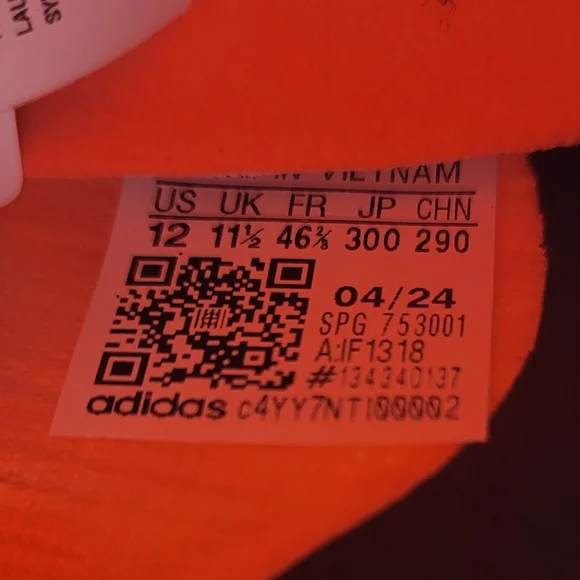 VIETNAM
US UK FR JP CHN
12 11½ 46⅔ 300 290
04/24
SPG 753001
A:IF1318
#134340137
adidas c4YY7NTI00002